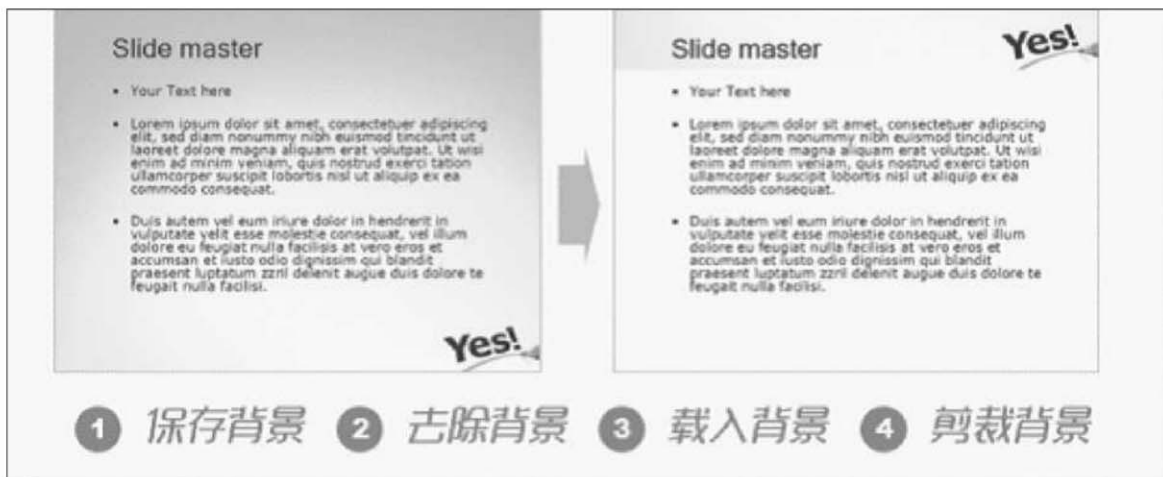 Slide master
• Your Text here
• Lorem ipsum dolor sit amet, consectetuer adipiscing
elit, sed diam nonummy nibh euismod tincidunt ut
laoreet dolore magna aliquam erat volutpat. Ut wisi
enim ad minim veniam, quis nostrud exerci tation
ullamcorper suscipit lobortis nisl ut aliquip ex ea
commodo consequat.
• Duis autem vel eum iriure dolor in hendrerit in
vulputate velit esse molestie consequat, vel illum
dolore eu feugiat nulla facilisis at vero eros et
accumsan et iusto odio dignissim qui blandit
praesent luptatum zzril delenit augue duis dolore te
feugait nulla facilisi.
Yes!
Slide master
Yes!
• Your Text here
• Lorem ipsum dolor sit amet, consectetuer adipiscing
elit, sed diam nonummy nibh euismod tincidunt ut
laoreet dolore magna aliquam erat volutpat. Ut wisi
enim ad minim veniam, quis nostrud exerci tation
ullamcorper suscipit lobortis nisl ut aliquip ex ea
commodo consequat.
• Duis autem vel eum iriure dolor in hendrerit in
vulputate velit esse molestie consequat, vel illum
dolore eu feugiat nulla facilisis at vero eros et
accumsan et iusto odio dignissim qui blandit
praesent luptatum zzril delenit augue duis dolore te
feugait nulla facilisi.
1 保存背景 2 去除背景 3 载入背景 4 剪裁背景